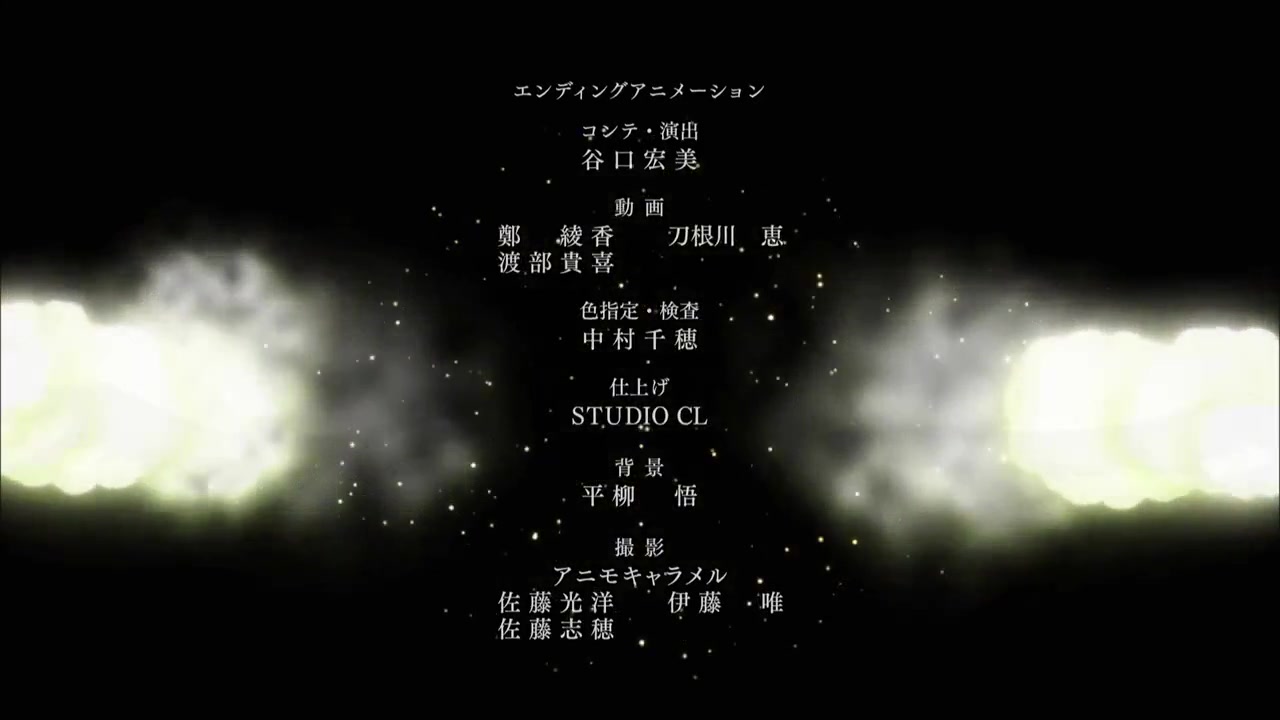 エンディングアニメーション
コンテ・演出
谷口宏美
動画
鄭　綾香　刀根川　恵
渡部貴喜
色指定・検査
中村千穂
仕上げ
STUDIO CL
背景
平柳　悟
撮影
アニモキャラメル
佐藤光洋　伊藤　唯
佐藤志穂